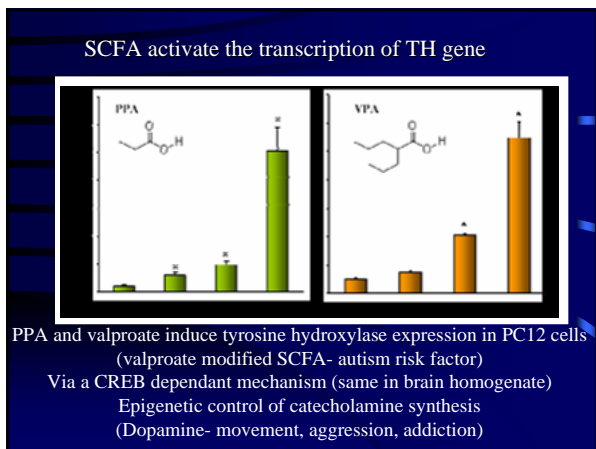 SCFA activate the transcription of TH gene
PPA
VPA
O
O
H
O
O
H
*
*
*
*
*
PPA and valproate induce tyrosine hydroxylase expression in PC12 cells
(valproate modified SCFA- autism risk factor)
Via a CREB dependant mechanism (same in brain homogenate)
Epigenetic control of catecholamine synthesis
(Dopamine- movement, aggression, addiction)